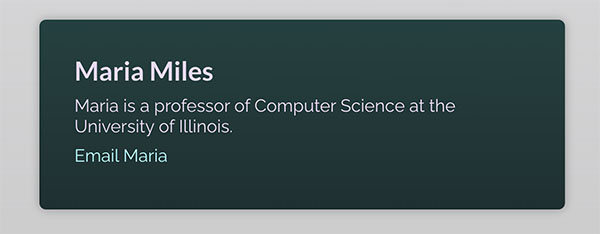 Maria Miles
Maria is a professor of Computer Science at the
University of Illinois.
Email Maria